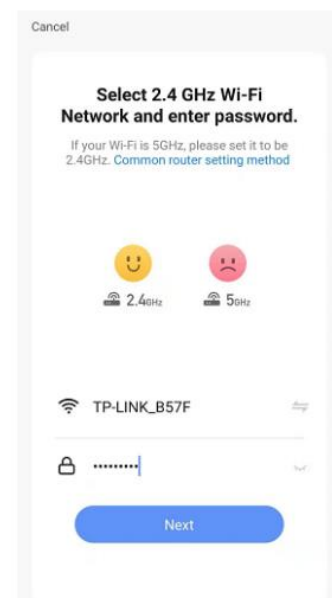 Cancel
Select 2.4 GHz Wi-Fi
Network and enter password.
If your Wi-Fi is 5GHz, please set it to be
2.4GHz. Common router setting method
2.4GHz 5GHz
TP-LINK_B57F
•••••••••
Next